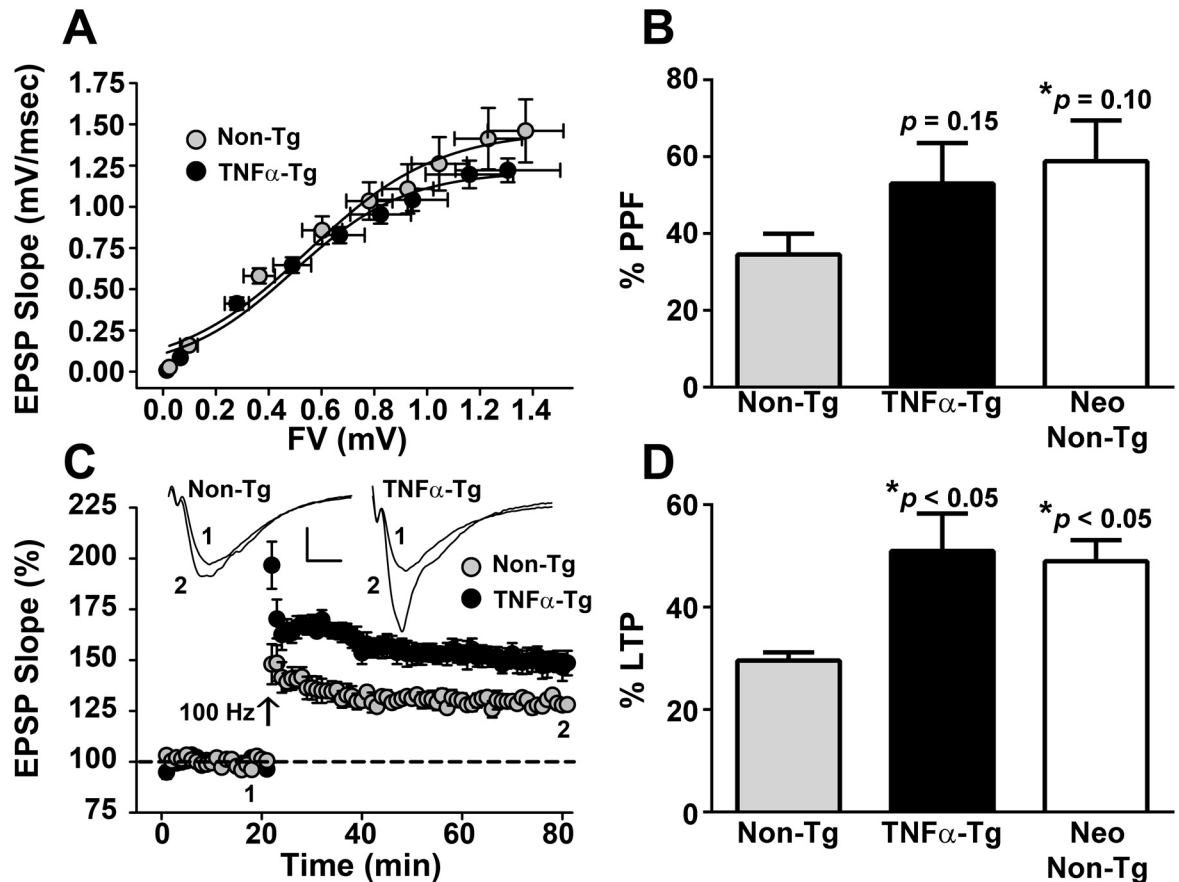 A
EPSP Slope (mV/msec)
1.75
1.50
1.25
1.00
0.75
0.50
0.25
0.00
Non-Tg
TNFα-Tg
0.0 0.2 0.4 0.6 0.8 1.0 1.2 1.4
FV (mV)
B
% PPF
80
60
40
20
0
p = 0.15
*p = 0.10
Non-Tg TNFα-Tg Neo
Non-Tg
C
EPSP Slope (%)
225
200
175
150
125
100
75
Non-Tg TNFα-Tg
1 1
2 2
Non-Tg
TNFα-Tg
100 Hz
2
1
0 20 40 60 80
Time (min)
D
% LTP
60
40
20
0
*p < 0.05
*p < 0.05
Non-Tg TNFα-Tg Neo
Non-Tg